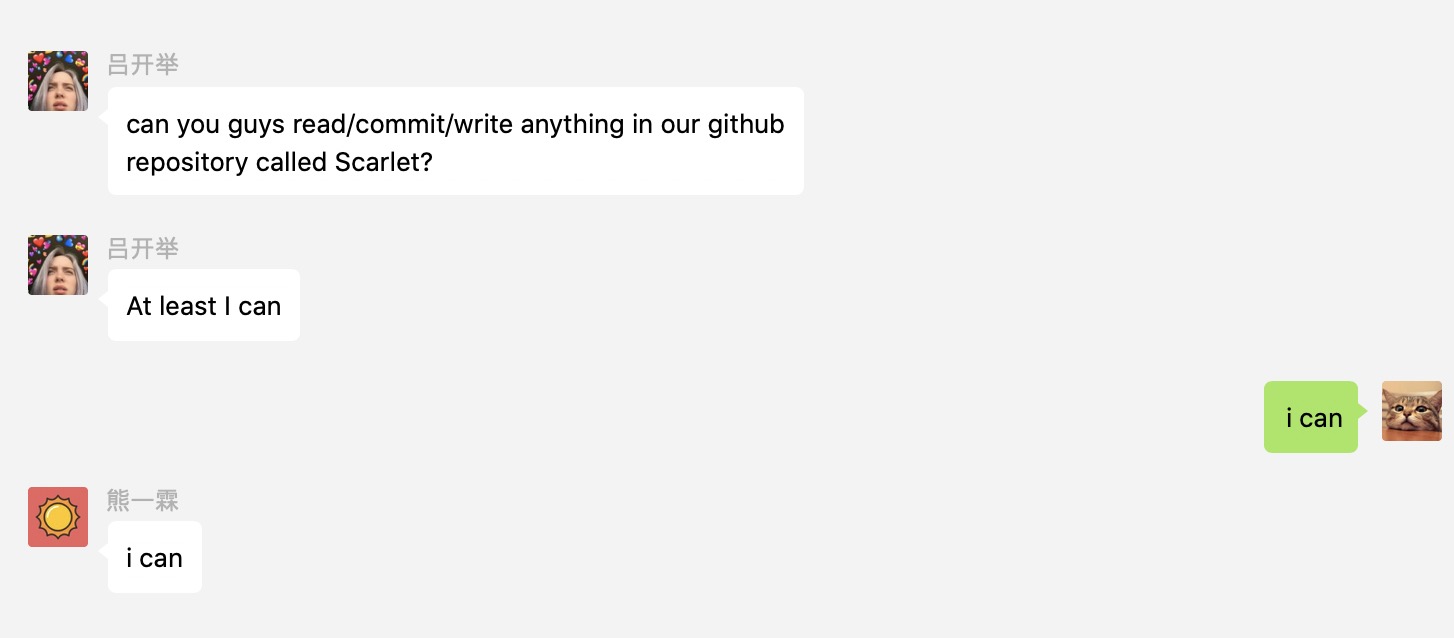 吕开举
can you guys read/commit/write anything in our github
repository called Scarlet?
吕开举
At least I can
i can
熊一霖
i can